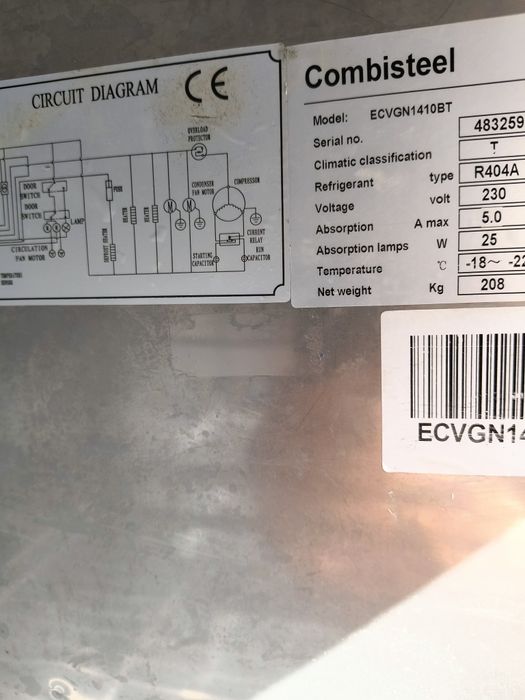 CIRCUIT DIAGRAM
CE
OVERLOAD
PROTECTOR
DOOR
SWITCH
DOOR
SWITCH
LAMP
CIRCULATION
FAN MOTOR
FUSE
DEFROST HEATER
HEATER
HEATER
CONDENSER
FAN MOTOR
M
M
COMPRESSOR
CURRENT
RELAY
STARTING
CAPACITOR
RUN
CAPACITOR
Combisteel
Model: ECVGN1410BT
Serial no. 483259
Climatic classification T
Refrigerant type R404A
Voltage volt 230
Absorption A max 5.0
Absorption lamps W 25
Temperature ℃ -18～ -22
Net weight Kg 208
ECVGN14